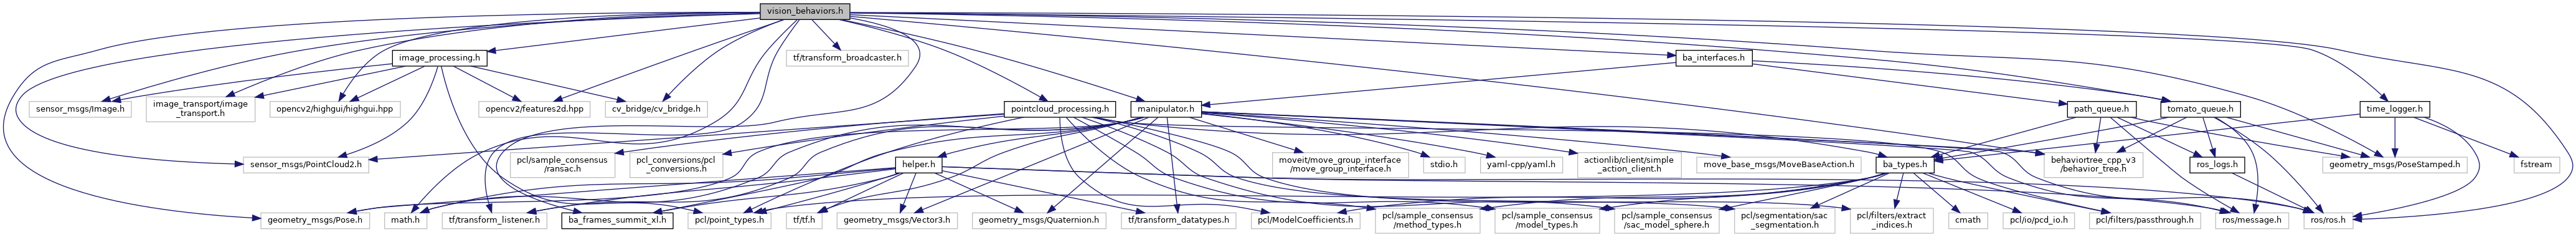 vision_behaviors.h
image_processing.h
tf/transform_broadcaster.h
ba_interfaces.h
sensor_msgs/Image.h
image_transport/image
_transport.h
opencv2/highgui/highgui.hpp
opencv2/features2d.hpp
cv_bridge/cv_bridge.h
pointcloud_processing.h
manipulator.h
path_queue.h
tomato_queue.h
time_logger.h
sensor_msgs/PointCloud2.h
pcl/sample_consensus
/ransac.h
pcl_conversions/pcl
_conversions.h
helper.h
moveit/move_group_interface
/move_group_interface.h
stdio.h
yaml-cpp/yaml.h
actionlib/client/simple
_action_client.h
move_base_msgs/MoveBaseAction.h
ba_types.h
behaviortree_cpp_v3
/behavior_tree.h
ros_logs.h
geometry_msgs/PoseStamped.h
fstream
geometry_msgs/Pose.h
math.h
tf/transform_listener.h
ba_frames_summit_xl.h
pcl/point_types.h
tf/tf.h
geometry_msgs/Vector3.h
geometry_msgs/Quaternion.h
tf/transform_datatypes.h
pcl/ModelCoefficients.h
pcl/sample_consensus
/method_types.h
pcl/sample_consensus
/model_types.h
pcl/sample_consensus
/sac_model_sphere.h
pcl/segmentation/sac
_segmentation.h
pcl/filters/extract
_indices.h
cmath
pcl/io/pcd_io.h
pcl/filters/passthrough.h
ros/message.h
ros/ros.h